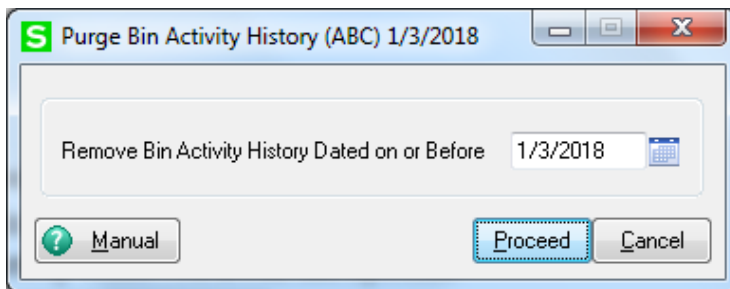 S Purge Bin Activity History (ABC) 1/3/2018
Remove Bin Activity History Dated on or Before 1/3/2018
? Manual Proceed Cancel